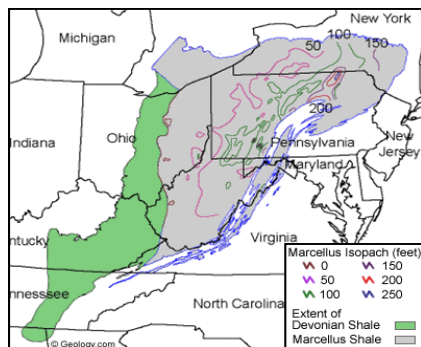 New York
Michigan
100
50
150
Ohio
200
Indiana
Pennsylvania
New
Jersey
Maryland
ntucky
Virginia
Marcellus Isopach (feet)
0 150
50 200
100 250
nnesssee
North Carolina
Extent of
Devonian Shale
Marcellus Shale
© Geology.com